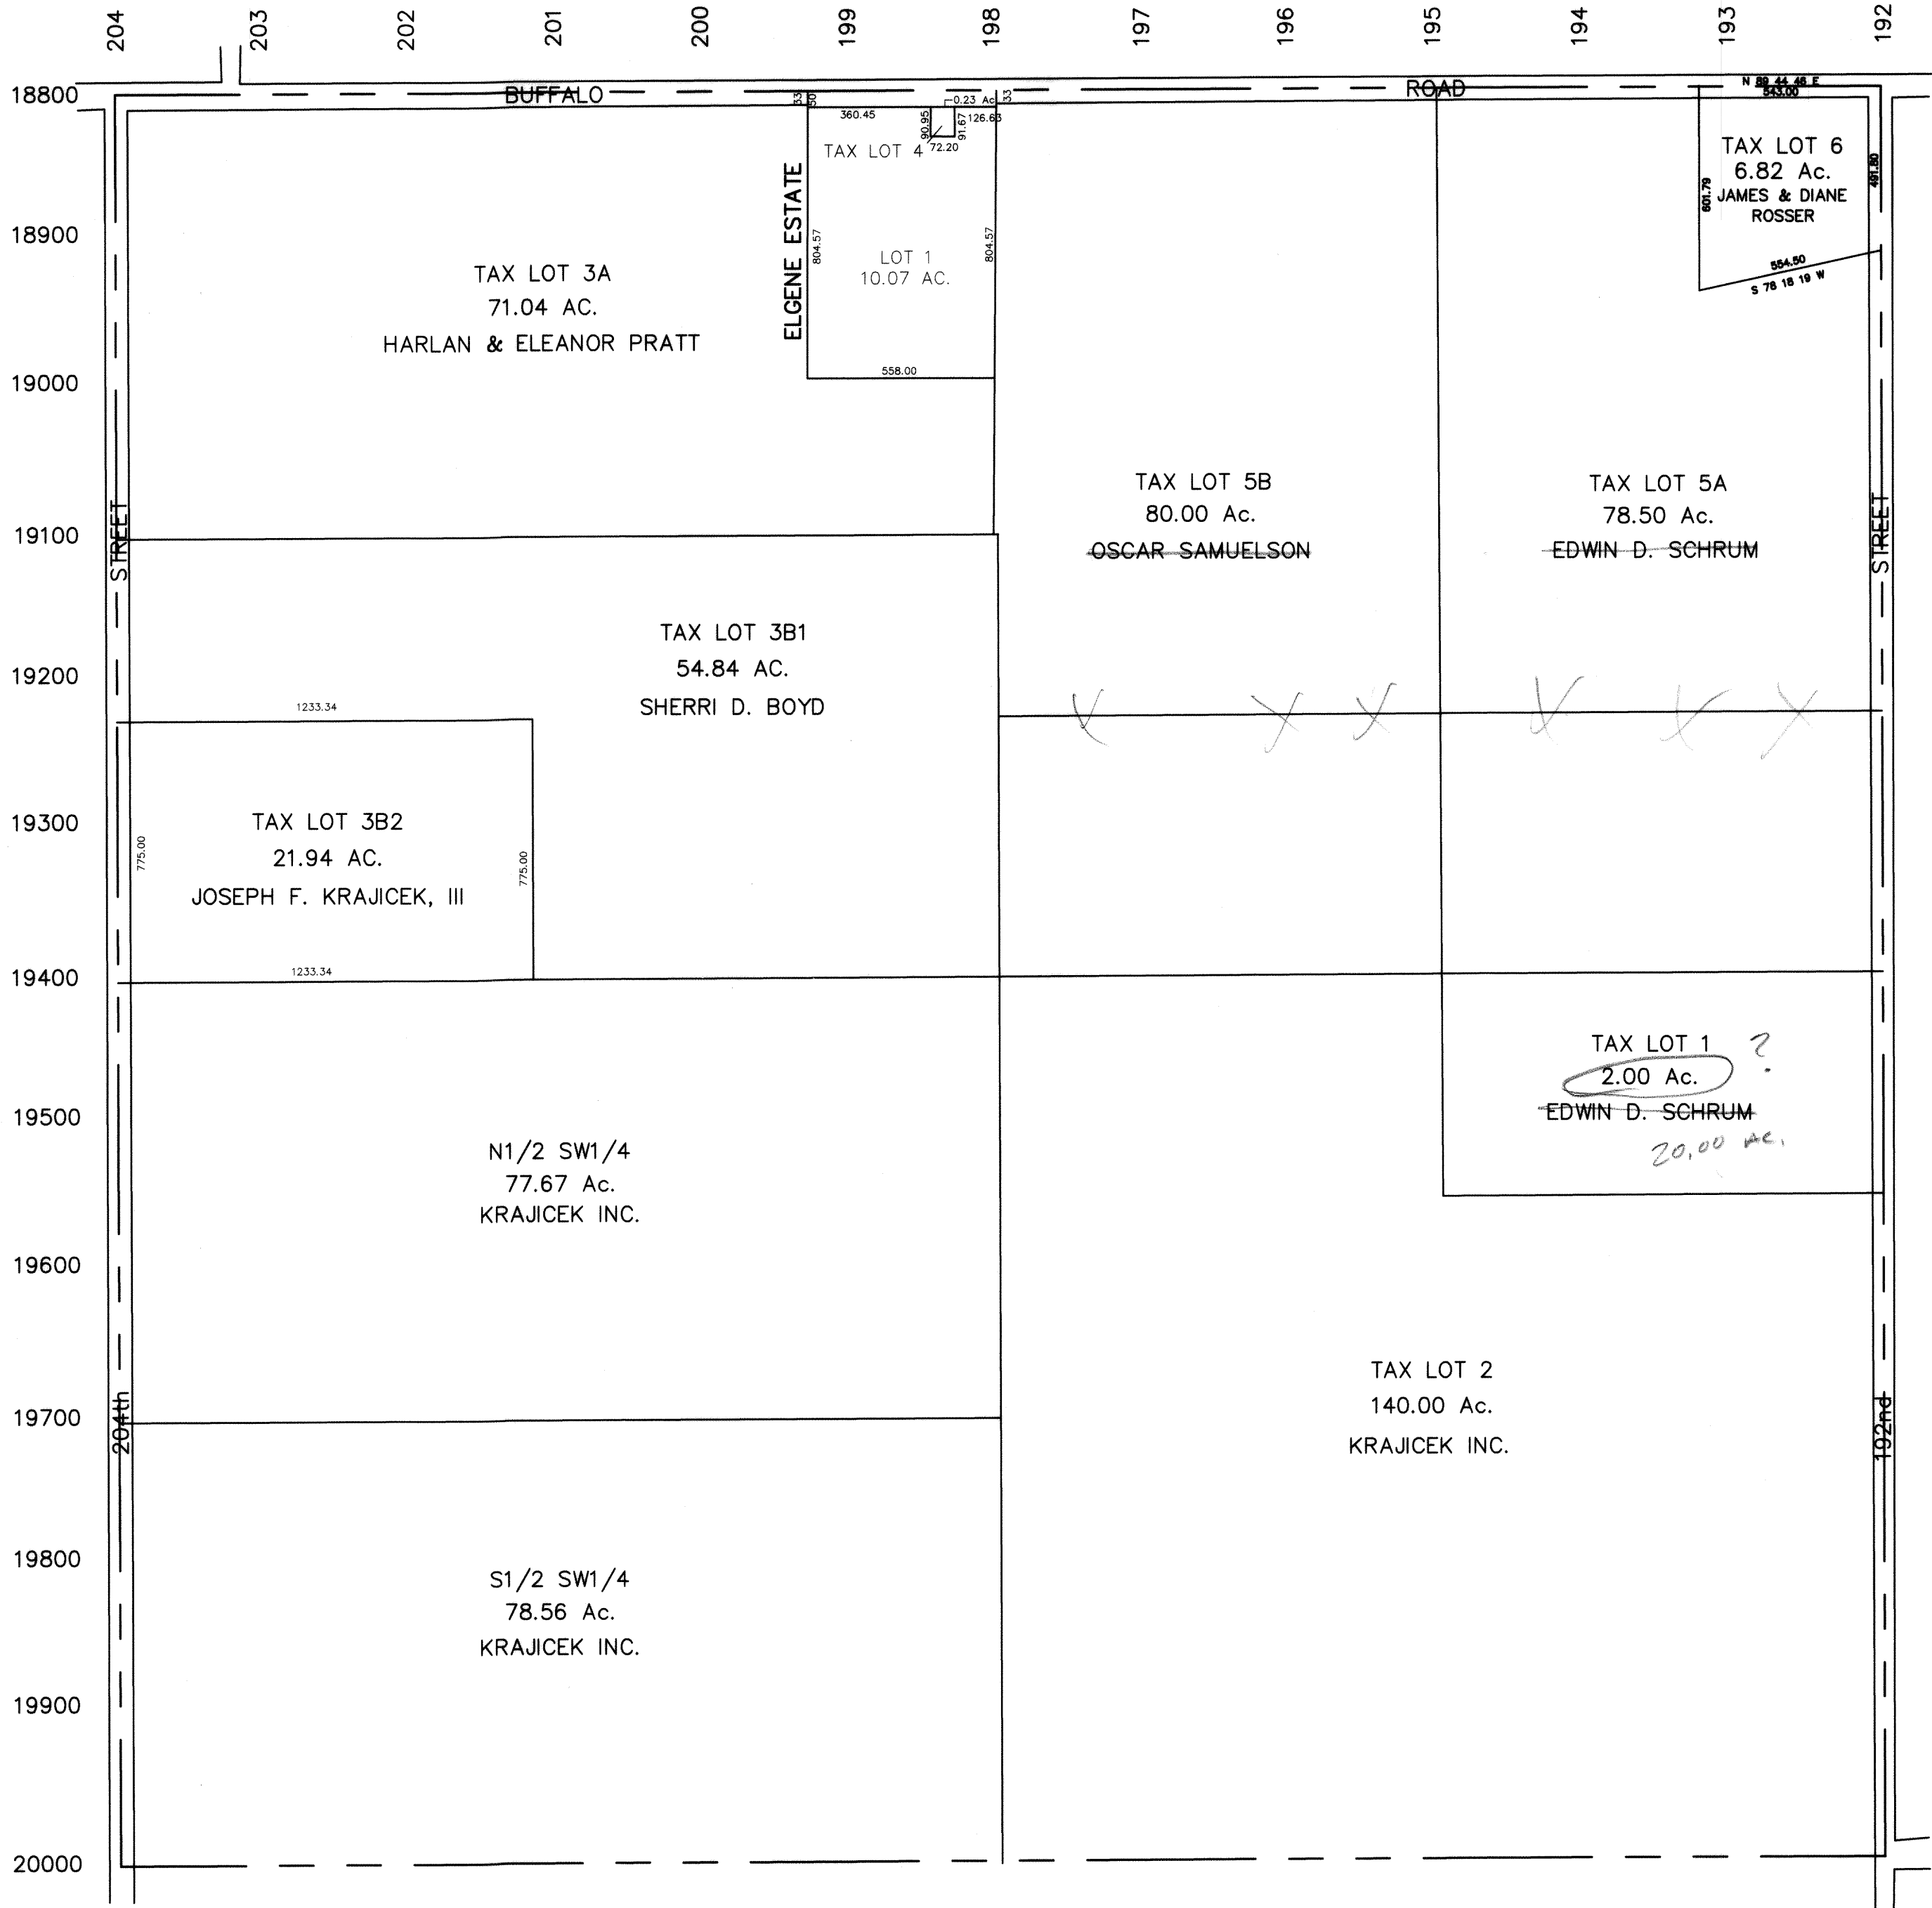 204 203 202 201 200 199 198 197 196 195 194 193 192
18800
18900
19000
19100
19200
19300
19400
19500
19600
19700
19800
19900
20000
BUFFALO ROAD
N 89 44 46 E
543.00
33
50
0.23 Ac
33
360.45
90.95
91.67
126.63
72.20
TAX LOT 4
ELGENE ESTATE
804.57
LOT 1
10.07 AC.
804.57
558.00
TAX LOT 6
6.82 Ac.
JAMES & DIANE
ROSSER
601.79
491.80
554.50
S 76 18 19 W
TAX LOT 3A
71.04 AC.
HARLAN & ELEANOR PRATT
TAX LOT 5B
80.00 Ac.
OSCAR SAMUELSON
TAX LOT 5A
78.50 Ac.
EDWIN D. SCHRUM
STREET
STREET
TAX LOT 3B1
54.84 AC.
SHERRI D. BOYD
X X X X X X
1233.34
TAX LOT 3B2
21.94 AC.
JOSEPH F. KRAJICEK, III
775.00
775.00
1233.34
TAX LOT 1 ?
2.00 Ac.
EDWIN D. SCHRUM
20.00 AC.
N1/2 SW1/4
77.67 Ac.
KRAJICEK INC.
TAX LOT 2
140.00 Ac.
KRAJICEK INC.
204th
192nd
S1/2 SW1/4
78.56 Ac.
KRAJICEK INC.